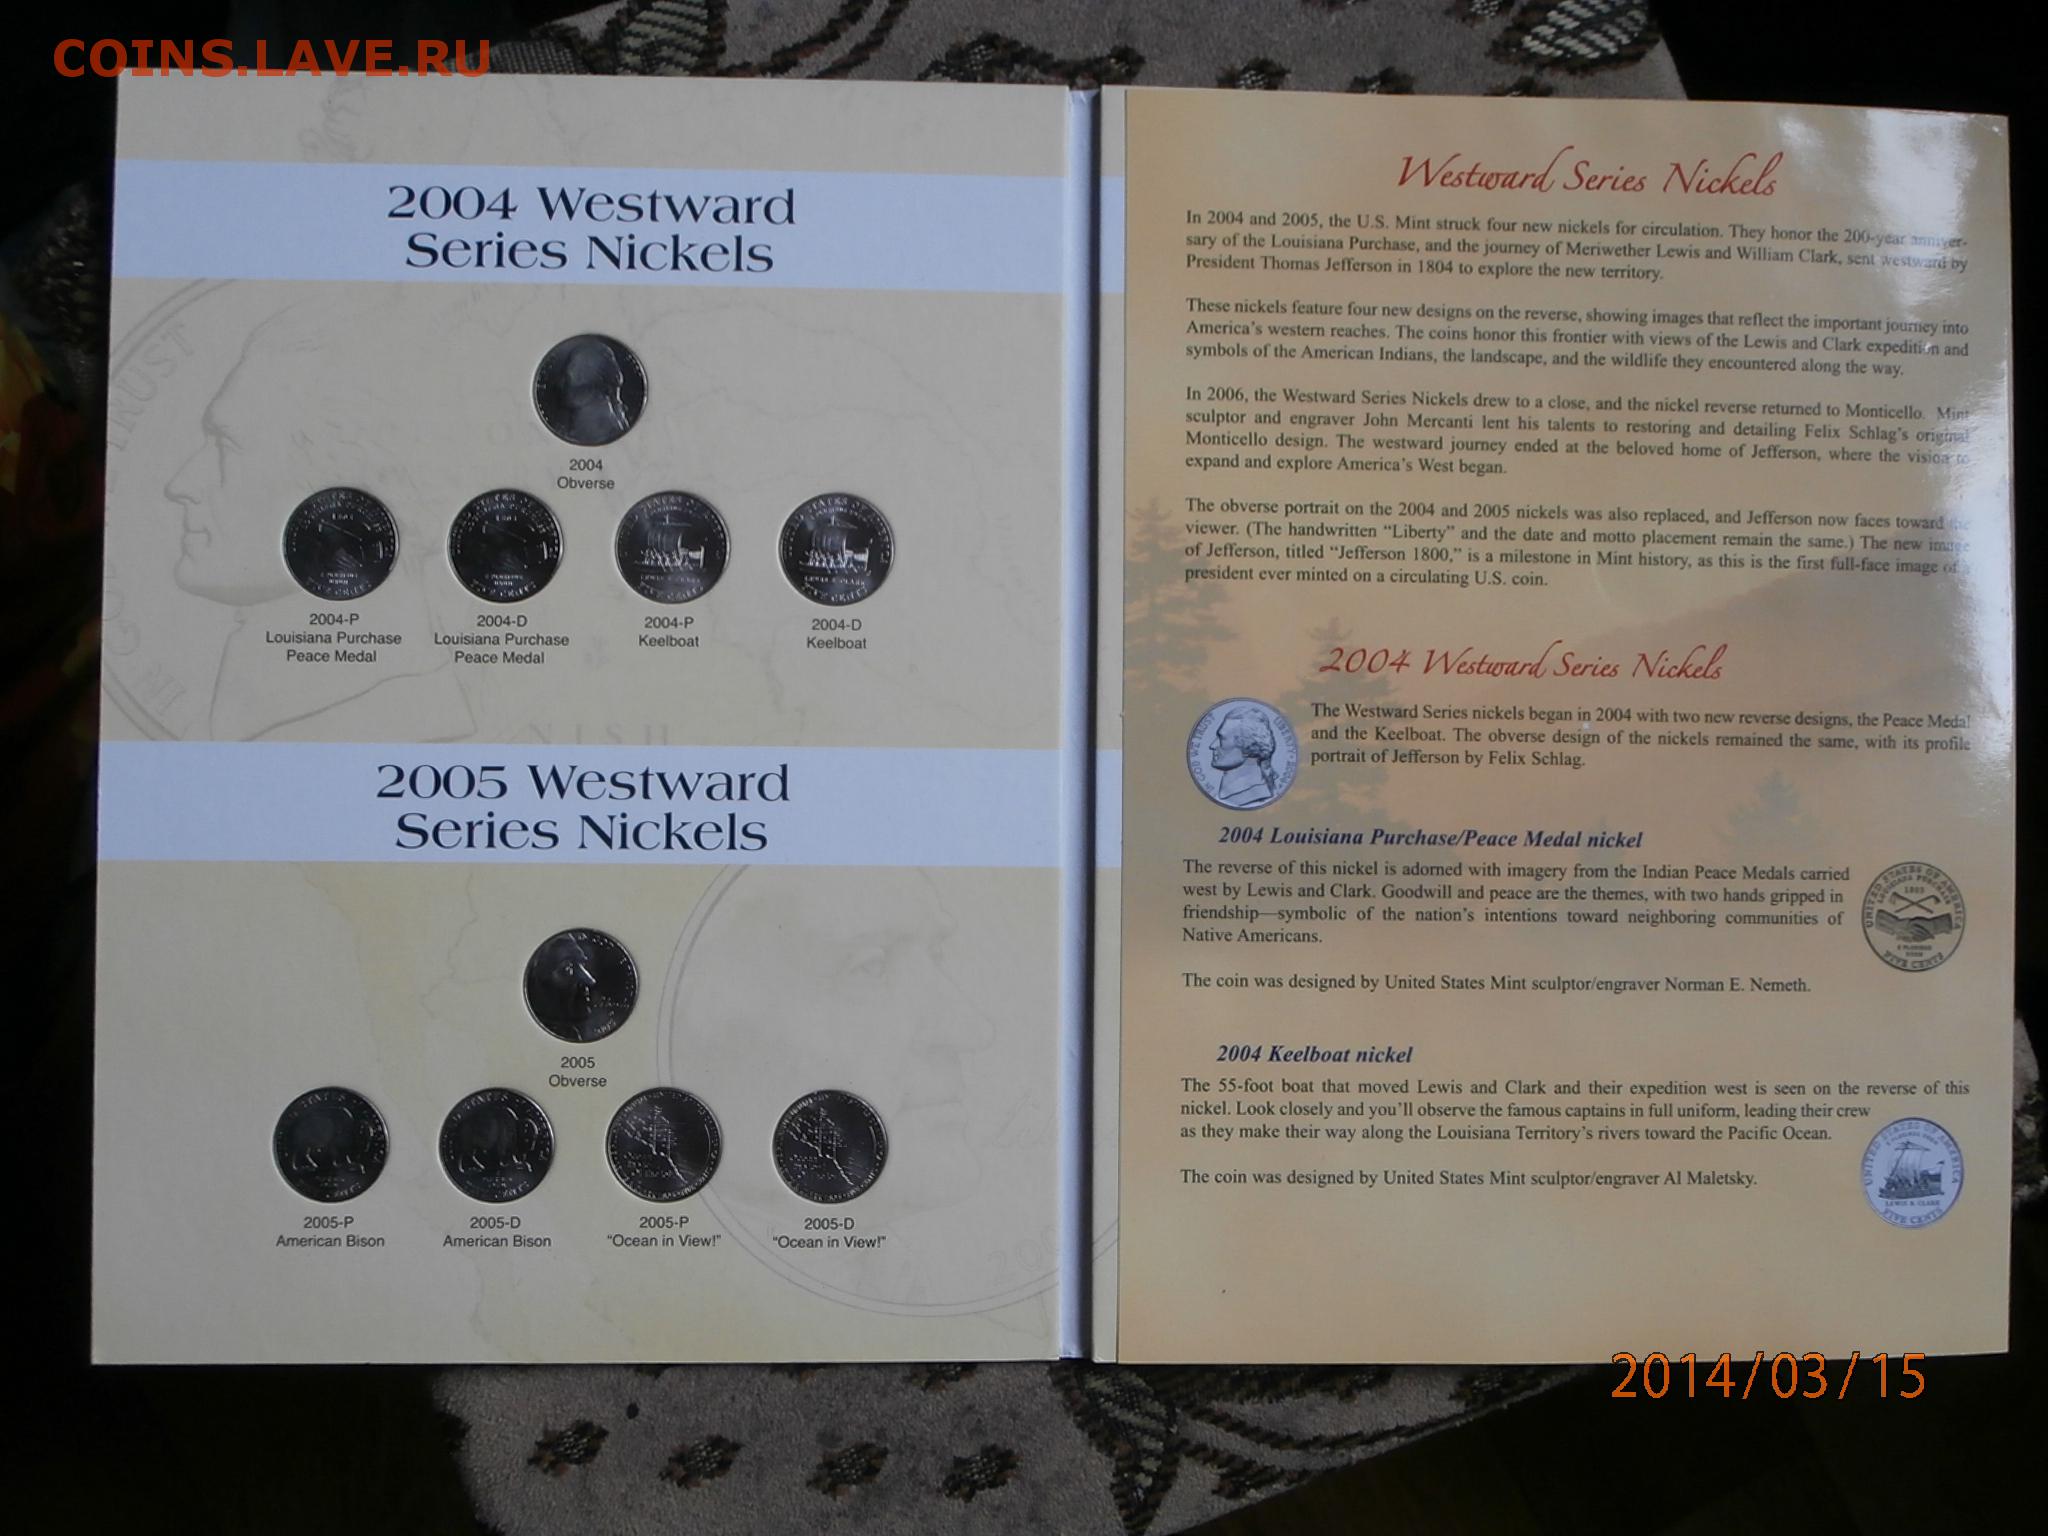 COINS.LAVE.RU
2004 Westward
Series Nickels
2004
Obverse
2004-P
Louisiana Purchase
Peace Medal
2004-D
Louisiana Purchase
Peace Medal
2004-P
Keelboat
2004-D
Keelboat
2005 Westward
Series Nickels
2005
Obverse
2005-P
American Bison
2005-D
American Bison
2005-P
“Ocean in View!”
2005-D
“Ocean in View!”
Westward Series Nickels
In 2004 and 2005, the U.S. Mint struck four new nickels for circulation. They honor the 200-year anniver-
sary of the Louisiana Purchase, and the journey of Meriwether Lewis and William Clark, sent westward by
President Thomas Jefferson in 1804 to explore the new territory.
These nickels feature four new designs on the reverse, showing images that reflect the important journey into
America’s western reaches. The coins honor this frontier with views of the Lewis and Clark expedition and
symbols of the American Indians, the landscape, and the wildlife they encountered along the way.
In 2006, the Westward Series Nickels drew to a close, and the nickel reverse returned to Monticello. Mint
sculptor and engraver John Mercanti lent his talents to restoring and detailing Felix Schlag’s original
Monticello design. The westward journey ended at the beloved home of Jefferson, where the vision to
expand and explore America’s West began.
The obverse portrait on the 2004 and 2005 nickels was also replaced, and Jefferson now faces toward the
viewer. (The handwritten “Liberty” and the date and motto placement remain the same.) The new image
of Jefferson, titled “Jefferson 1800,” is a milestone in Mint history, as this is the first full-face image of
president ever minted on a circulating U.S. coin.
2004 Westward Series Nickels
The Westward Series nickels began in 2004 with two new reverse designs, the Peace Medal
and the Keelboat. The obverse design of the nickels remained the same, with its profile
portrait of Jefferson by Felix Schlag.
2004 Louisiana Purchase/Peace Medal nickel
The reverse of this nickel is adorned with imagery from the Indian Peace Medals carried
west by Lewis and Clark. Goodwill and peace are the themes, with two hands gripped in
friendship—symbolic of the nation’s intentions toward neighboring communities of
Native Americans.
UNITED STATES OF AMERICA
LOUISIANA PURCHASE
1803
FIVE CENTS
The coin was designed by United States Mint sculptor/engraver Norman E. Nemeth.
2004 Keelboat nickel
The 55-foot boat that moved Lewis and Clark and their expedition west is seen on the reverse of this
nickel. Look closely and you’ll observe the famous captains in full uniform, leading their crew
as they make their way along the Louisiana Territory’s rivers toward the Pacific Ocean.
UNITED STATES OF AMERICA
LEWIS & CLARK
FIVE CENTS
The coin was designed by United States Mint sculptor/engraver Al Maletsky.
2014/03/15